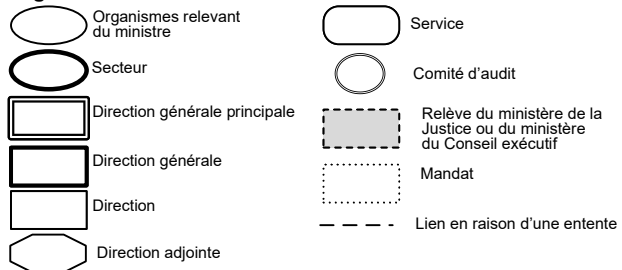 Organismes relevant
du ministre
Secteur
Direction générale principale
Direction générale
Direction
Direction adjointe
Service
Comité d'audit
Relève du ministère de la
Justice ou du ministère
du Conseil exécutif
Mandat
Lien en raison d'une entente